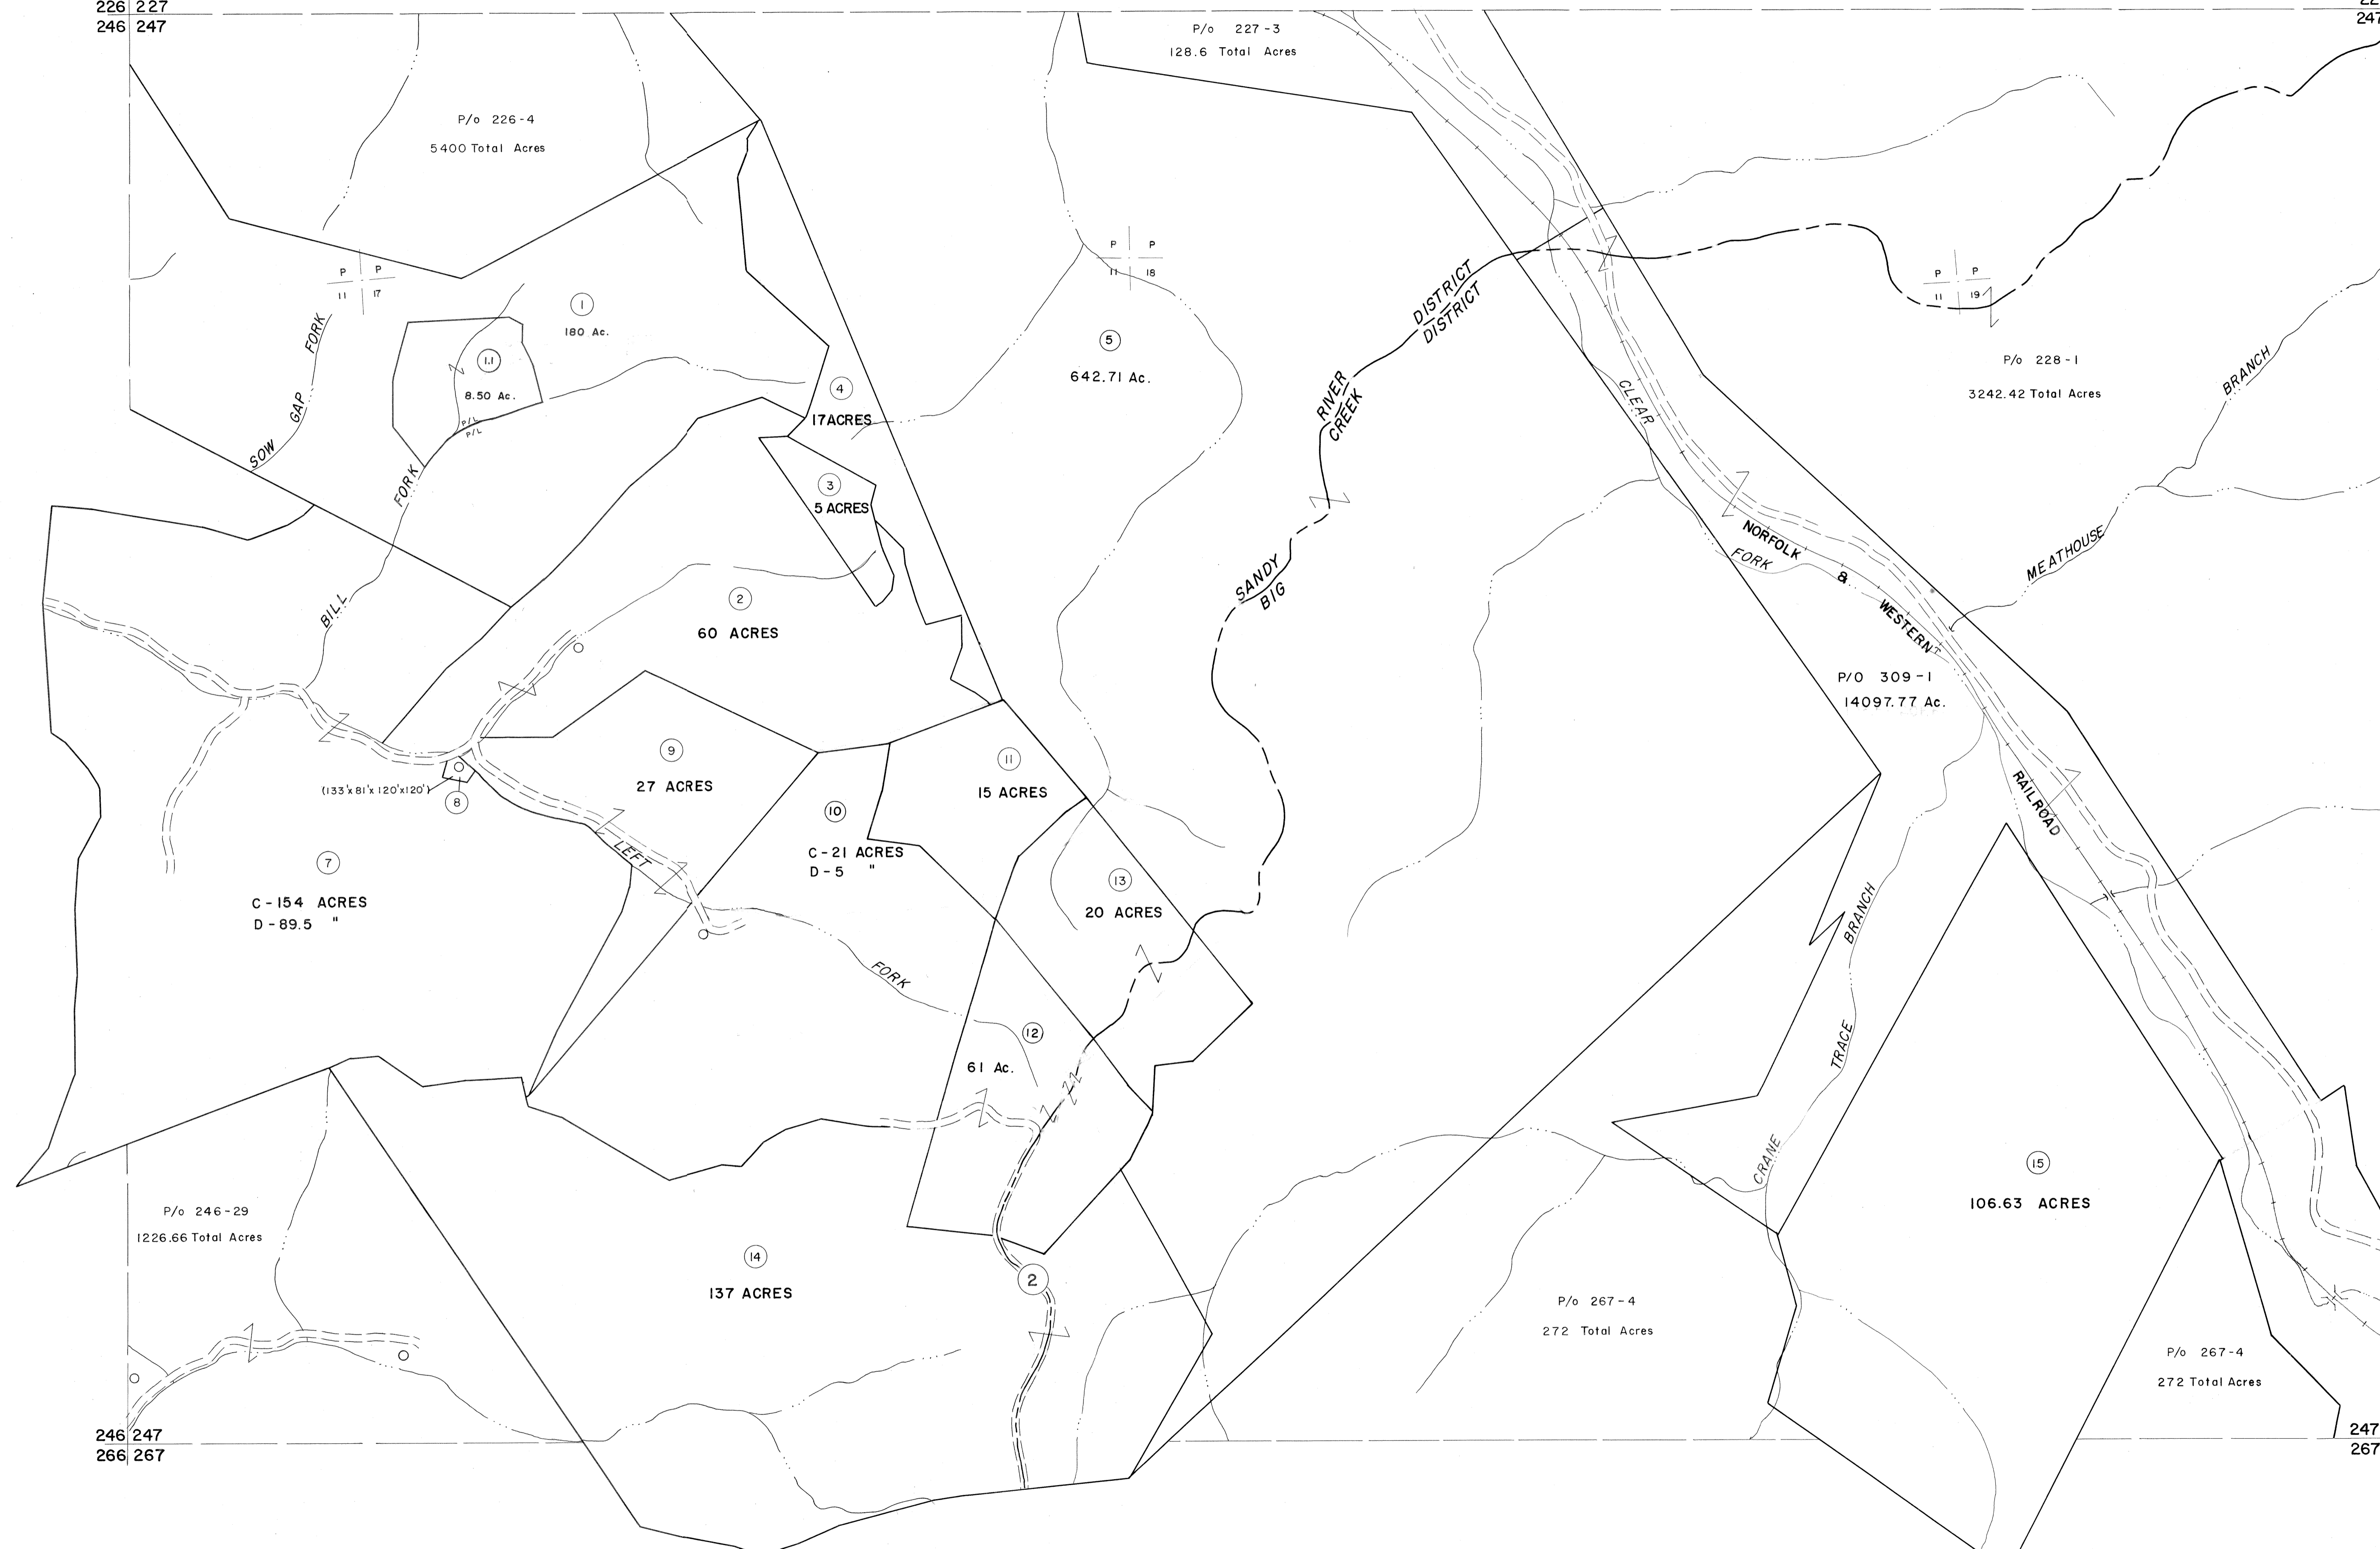 226 227
246 247
22
247
P/o 227-3
128.6 Total Acres
P/o 226-4
5400 Total Acres
P P
11 17
P P
11 18
P P
11 19
1
180 Ac.
1.1
8.50 Ac.
P/L
P/L
SOW GAP FORK
BILL FORK
4
17 ACRES
5
642.71 Ac.
3
5 ACRES
2
60 ACRES
SANDY RIVER DISTRICT
BIG CREEK DISTRICT
CLEAR FORK
NORFOLK & WESTERN RAILROAD
P/o 228-1
3242.42 Total Acres
MEATHOUSE BRANCH
P/O 309-1
14097.77 Ac.
9
27 ACRES
(133'x81'x120'x120')
8
7
C-154 ACRES
D-89.5 "
10
C-21 ACRES
D-5 "
11
15 ACRES
13
20 ACRES
LEFT FORK
12
61 Ac.
CRANE TRACE BRANCH
15
106.63 ACRES
P/o 246-29
1226.66 Total Acres
14
137 ACRES
2
P/o 267-4
272 Total Acres
P/o 267-4
272 Total Acres
246 247
266 267
247
267